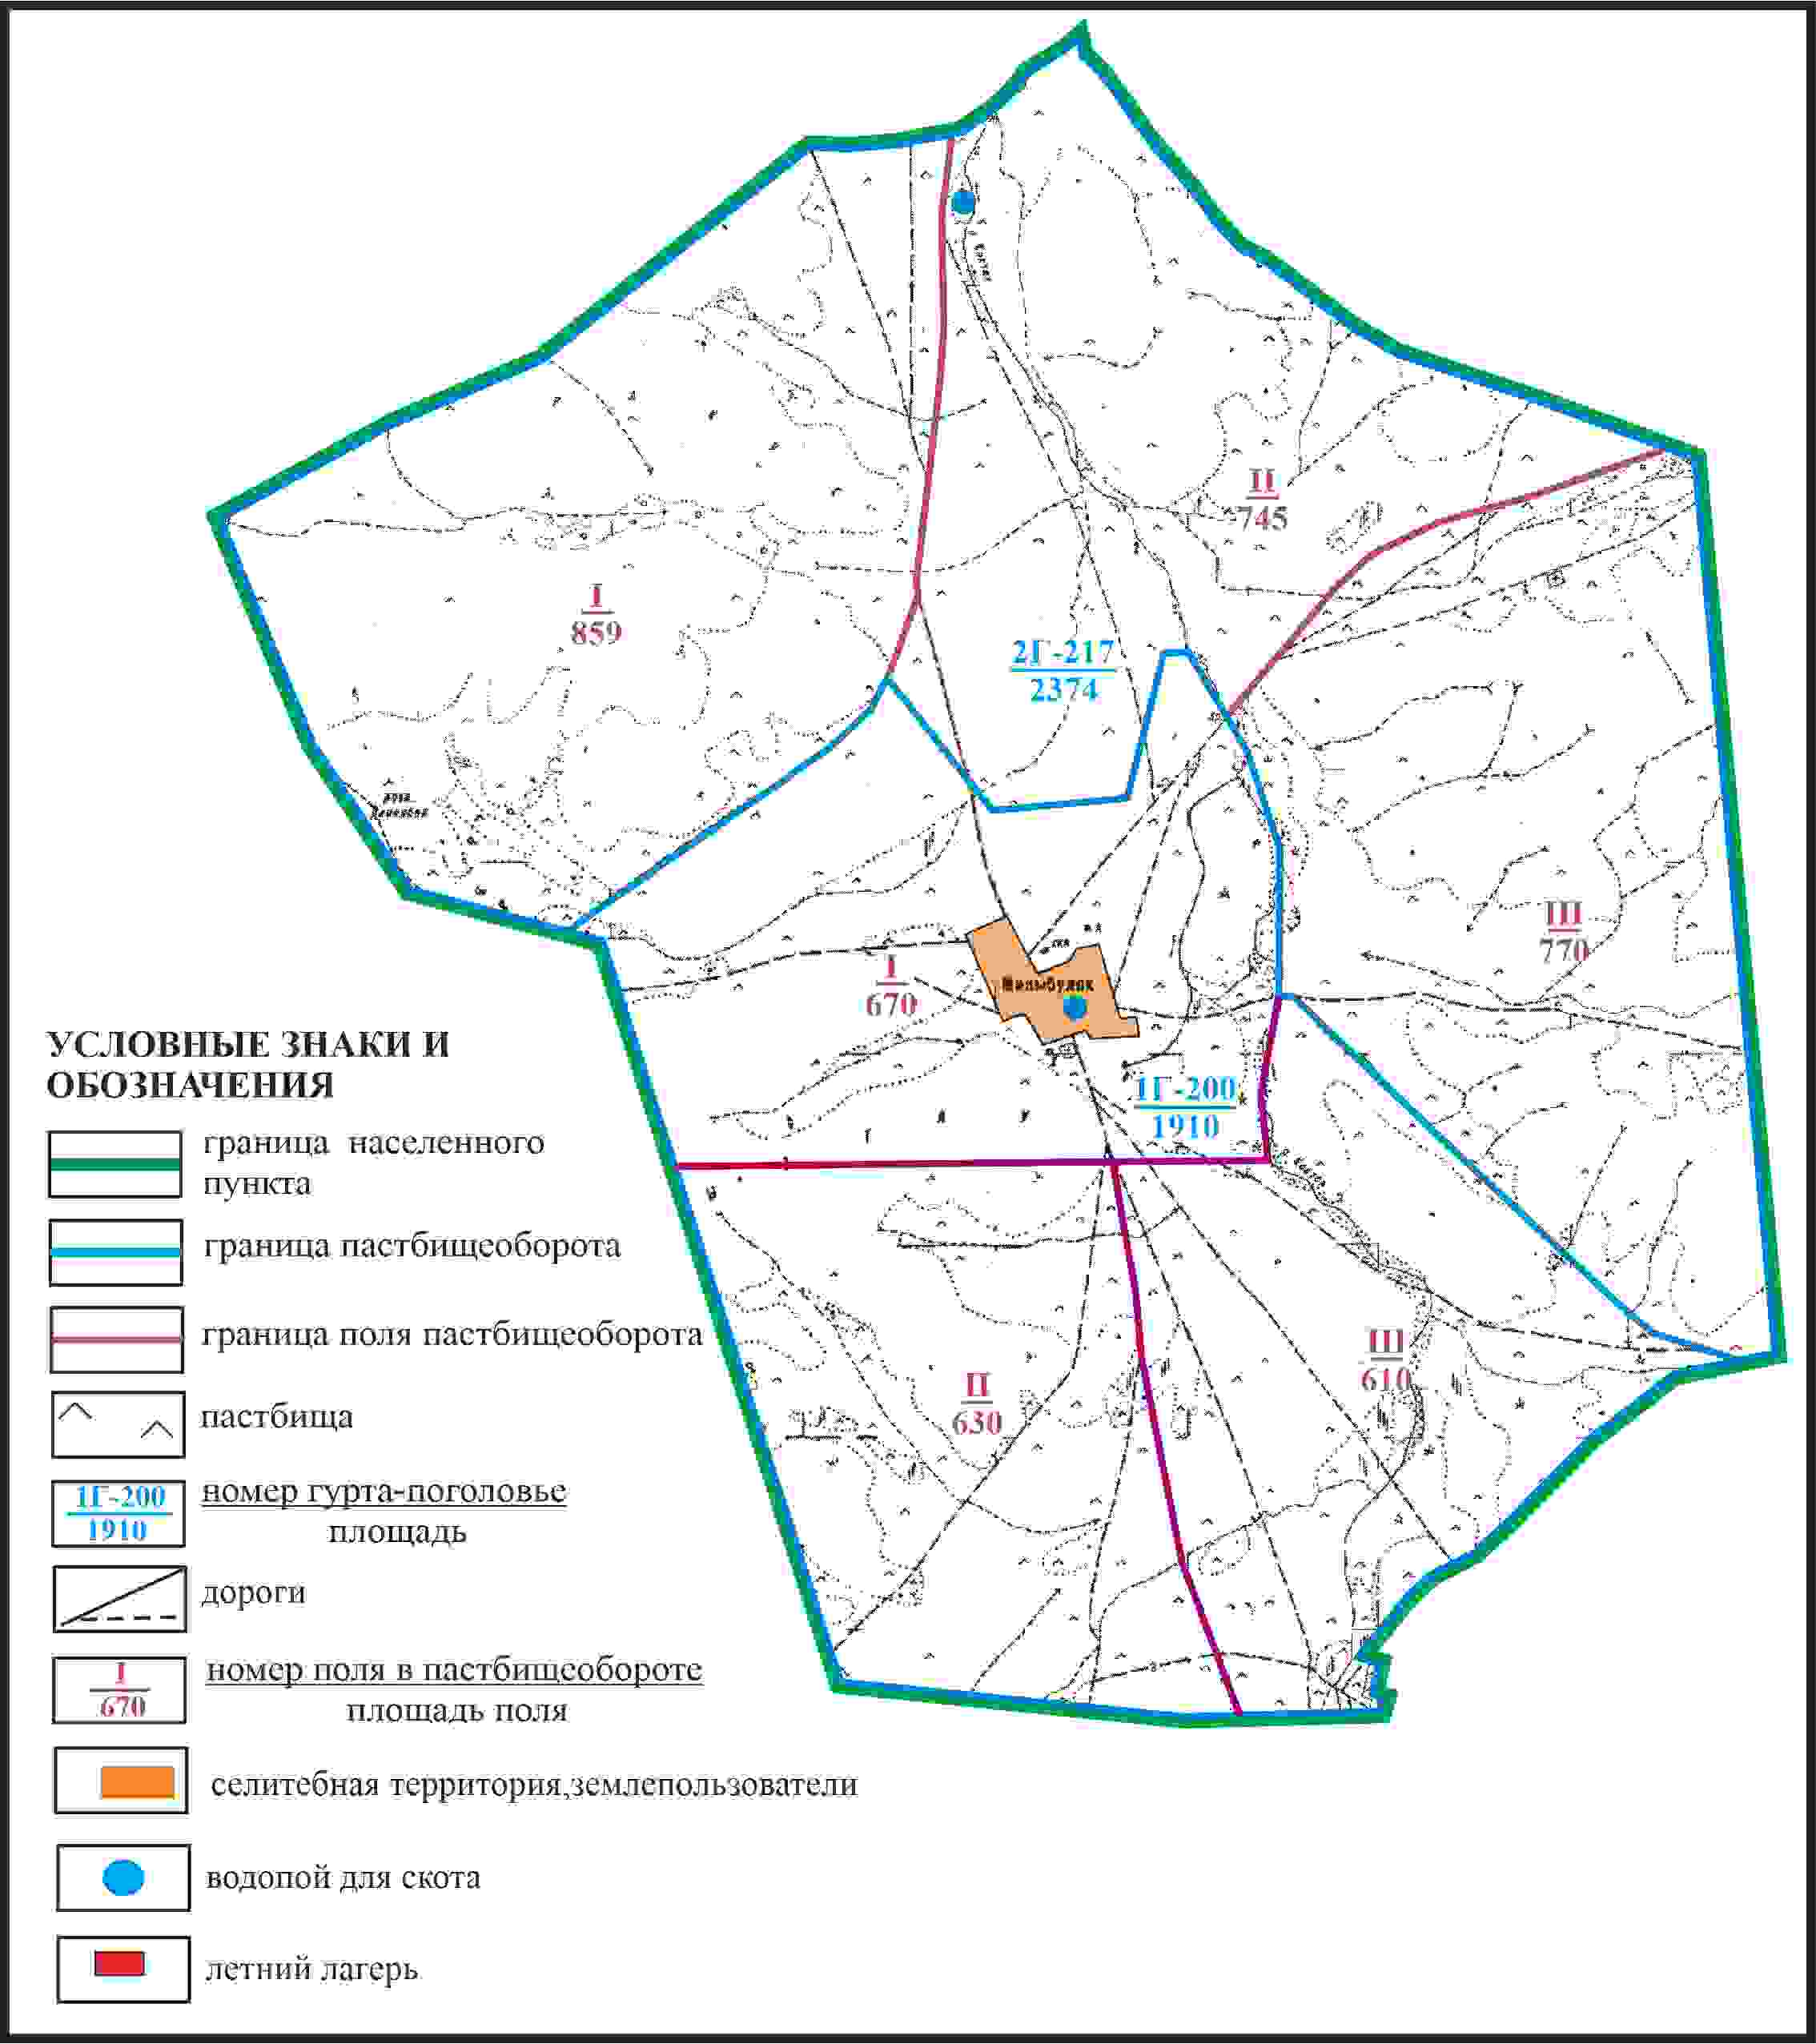 II
745
I
859
2Г-217
2374
III
770
I
670
Шилыбулак
1Г-200
1910
III
610
II
630
УСЛОВНЫЕ ЗНАКИ И
ОБОЗНАЧЕНИЯ
граница населенного
пункта
граница пастбищеоборота
граница поля пастбищеоборота
пастбища
1Г-200
1910
номер гурта-поголовье
площадь
дороги
I
670
номер поля в пастбищеобороте
площадь поля
селитебная территория,землепользователи
водопой для скота
летний лагерь